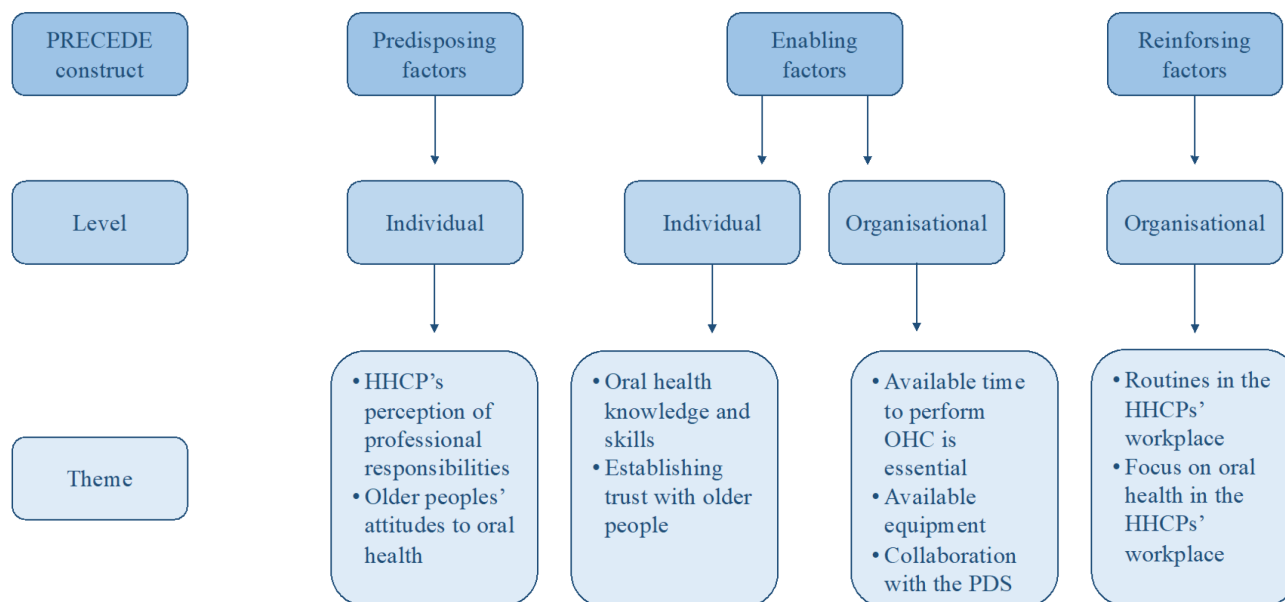 PRECEDE
construct
Predisposing
factors
Enabling
factors
Reinforsing
factors
Level
Individual
Individual
Organisational
Organisational
Theme
• HHCP's
perception of
professional
responsibilities
• Older peoples'
attitudes to oral
health
• Oral health
knowledge and
skills
• Establishing
trust with older
people
• Available time
to perform
OHC is
essential
• Available
equipment
• Collaboration
with the PDS
• Routines in the
HHCPs'
workplace
• Focus on oral
health in the
HHCPs'
workplace